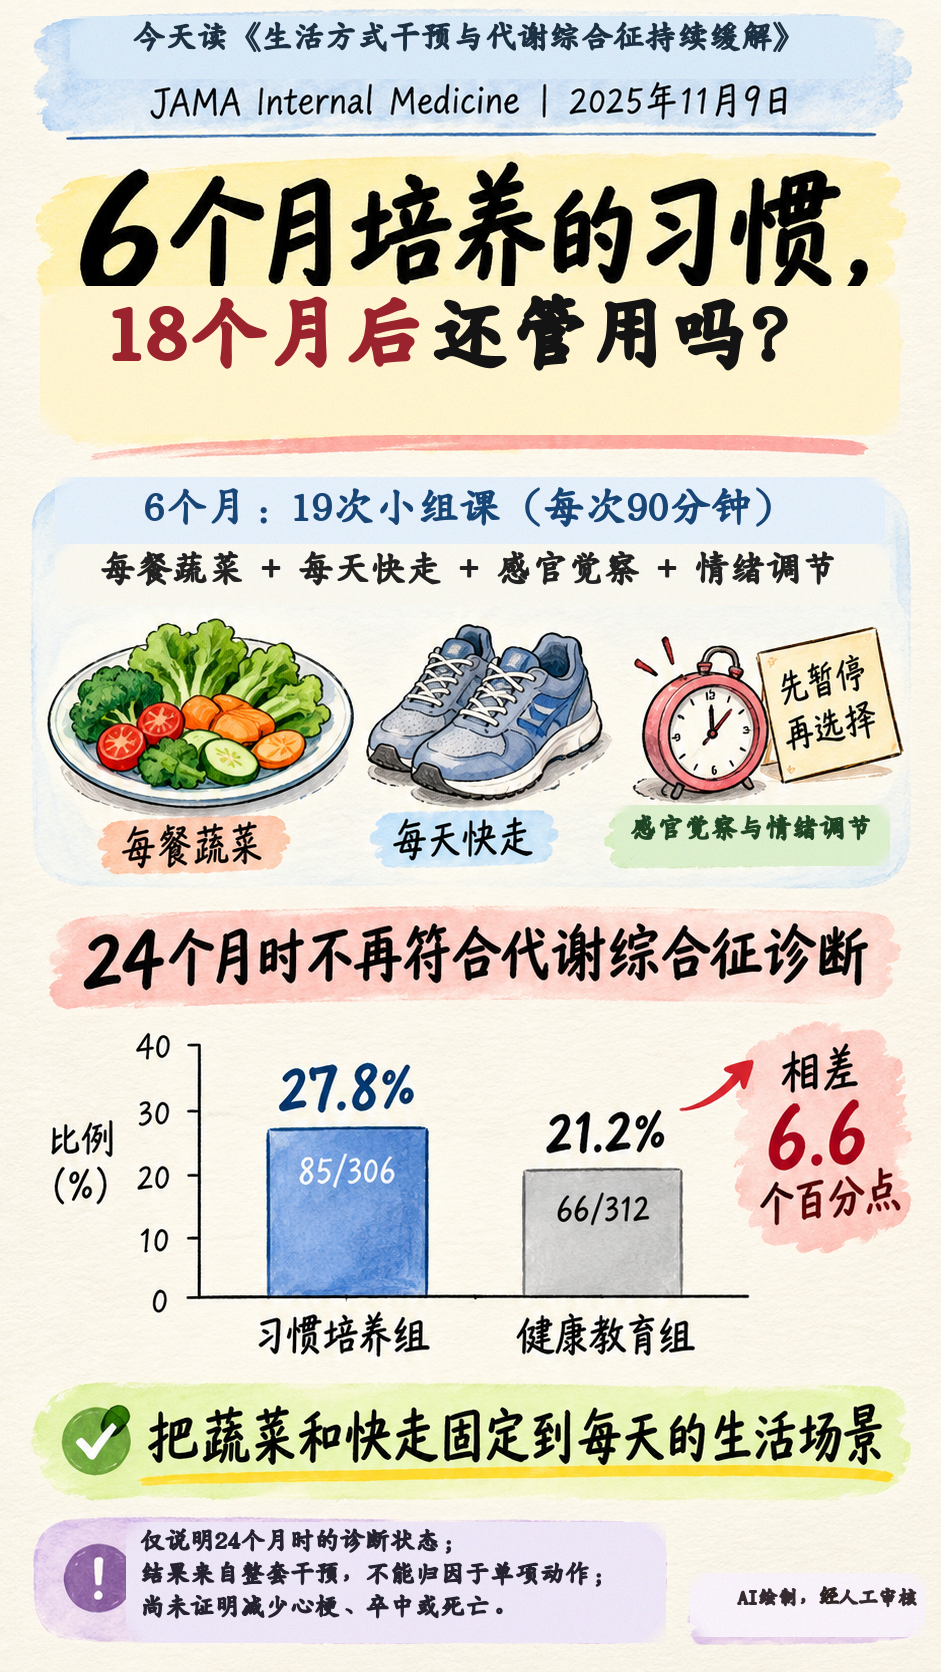 今天读《生活方式干预与代谢综合征持续缓解》
JAMA Internal Medicine | 2025年11月9日
6个月培养的习惯，
18个月后还管用吗？
6个月：19次小组课（每次90分钟）
每餐蔬菜 + 每天快走 + 感官觉察 + 情绪调节
12
3
6
9
先暂停
再选择
每餐蔬菜
每天快走
感官觉察与情绪调节
24个月时不再符合代谢综合征诊断
比例
(%)
40
30
20
10
0
27.8%
85/306
21.2%
66/312
相差
6.6
个百分点
习惯培养组
健康教育组
把蔬菜和快走固定到每天的生活场景
!
仅说明24个月时的诊断状态；
结果来自整套干预，不能归因于单项动作；
尚未证明减少心梗、卒中或死亡。
AI绘制，经人工审核